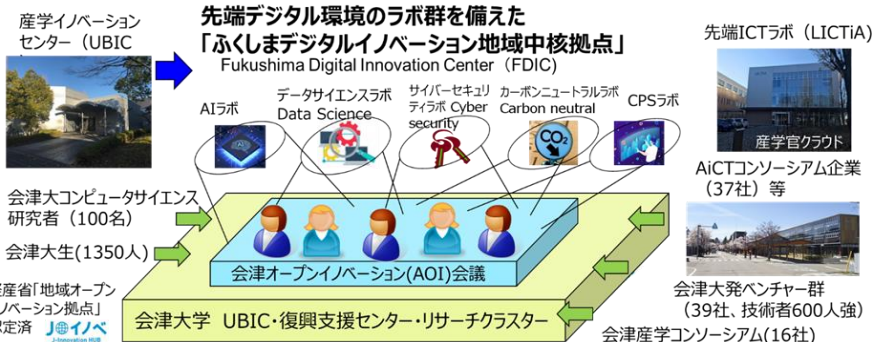 産学イノベーション
センター（UBIC
先端デジタル環境のラボ群を備えた
「ふくしまデジタルイノベーション地域中核拠点」
Fukushima Digital Innovation Center（FDIC)
先端ICTラボ（LICTiA）
AIラボ
データサイエンスラボ
Data Science
サイバーセキュリ
ティラボ Cyber
security
カーボンニュートラルラボ
Carbon neutral
CPSラボ
CO2
産学官クラウド
AiCTコンソーシアム企業
（37社）等
会津大コンピュータサイエンス
研究者（100名）
会津大生(1350人)
会津オープンイノベーション(AOI)会議
産省「地域オープン
ノベーション拠点」
定済
J イノベ
J-Innovation HUB
会津大学 UBIC・復興支援センター・リサーチクラスター
会津大発ベンチャー群
（39社、技術者600人強）
会津産学コンソーシアム(16社)